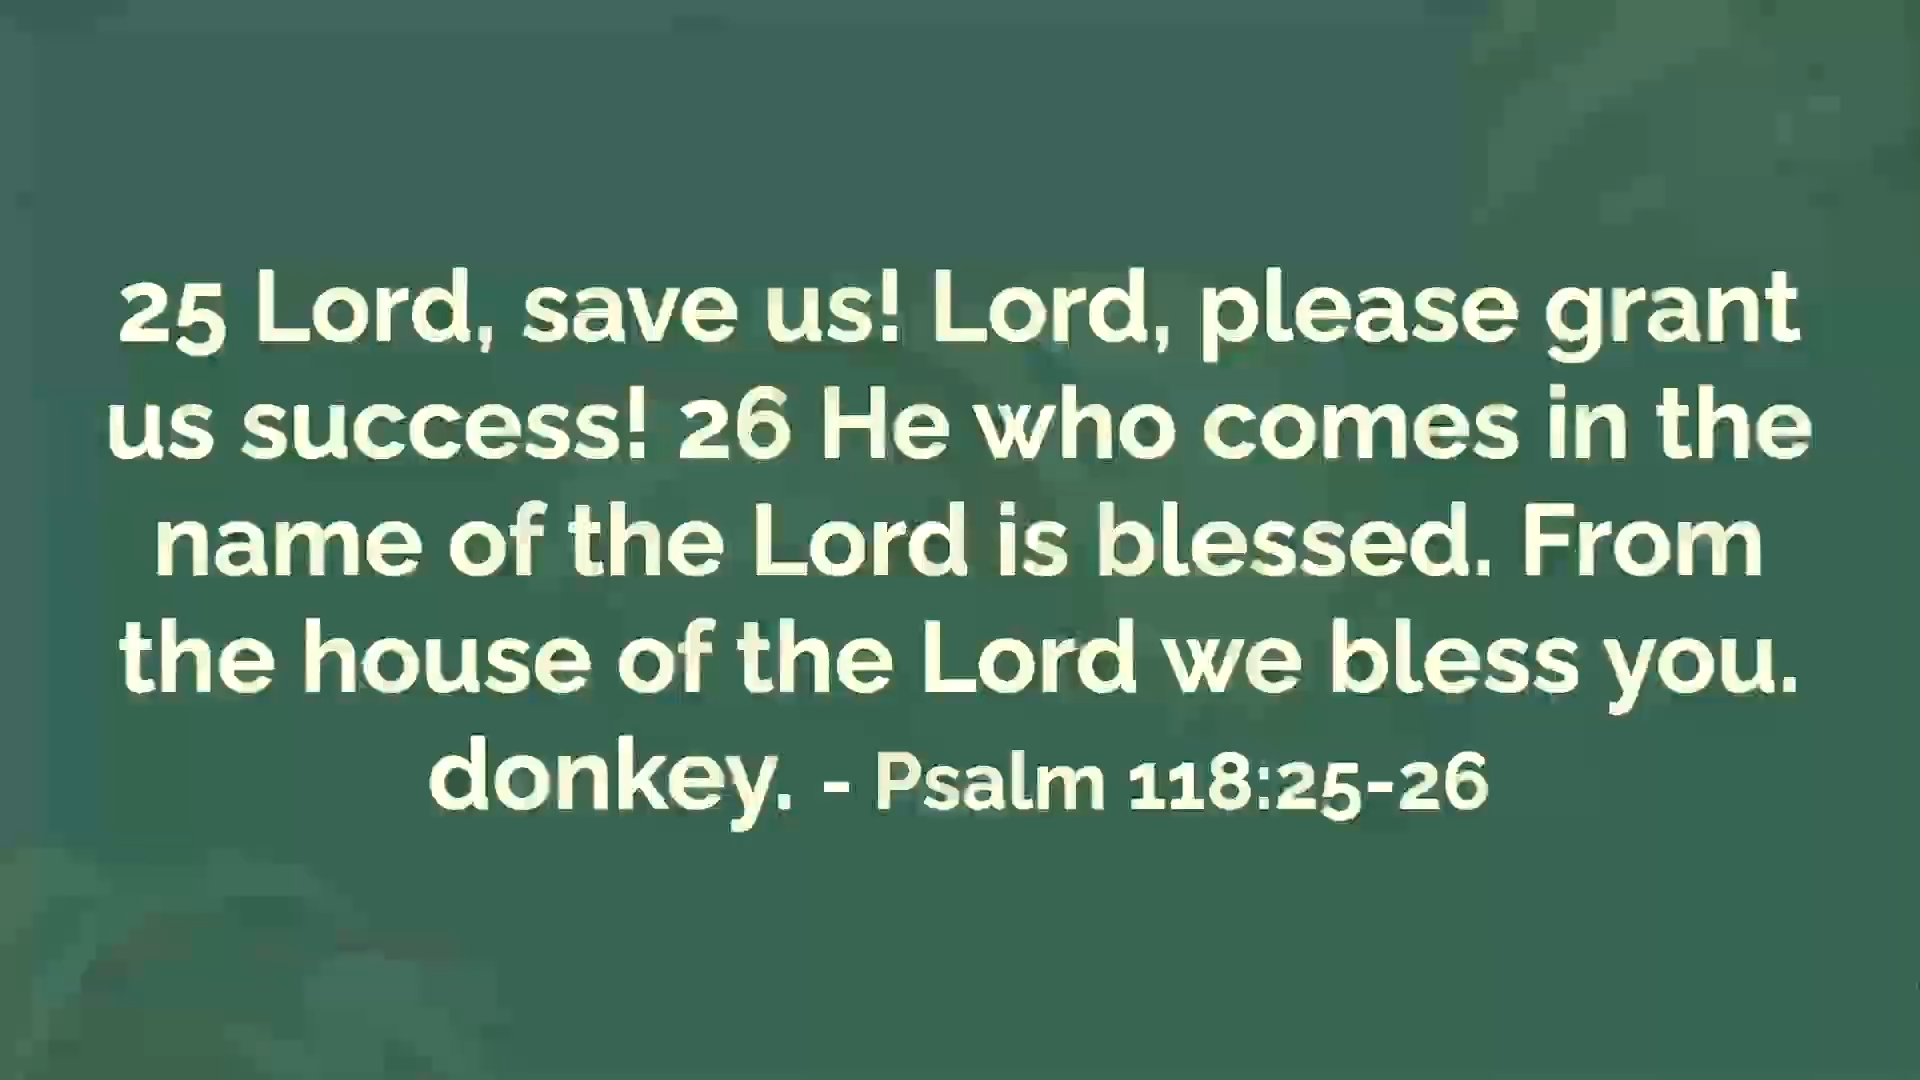 25 Lord, save us! Lord, please grant
us success! 26 He who comes in the
name of the Lord is blessed. From
the house of the Lord we bless you.
donkey. - Psalm 118:25-26